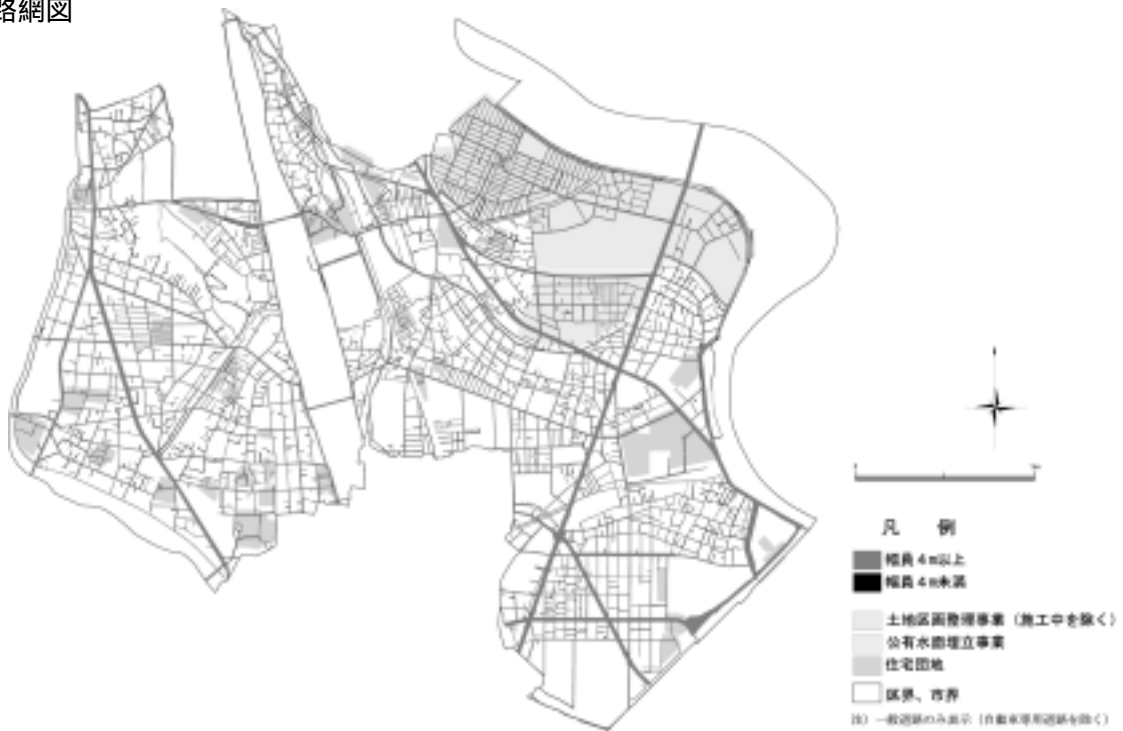 路網図
凡 例
幅員4m以上
幅員4m未満
土地区画整理事業（施工中を除く）
公有水面埋立事業
住宅団地
区界、市界
注）一般道路のみ表示（自動車専用道路を除く）